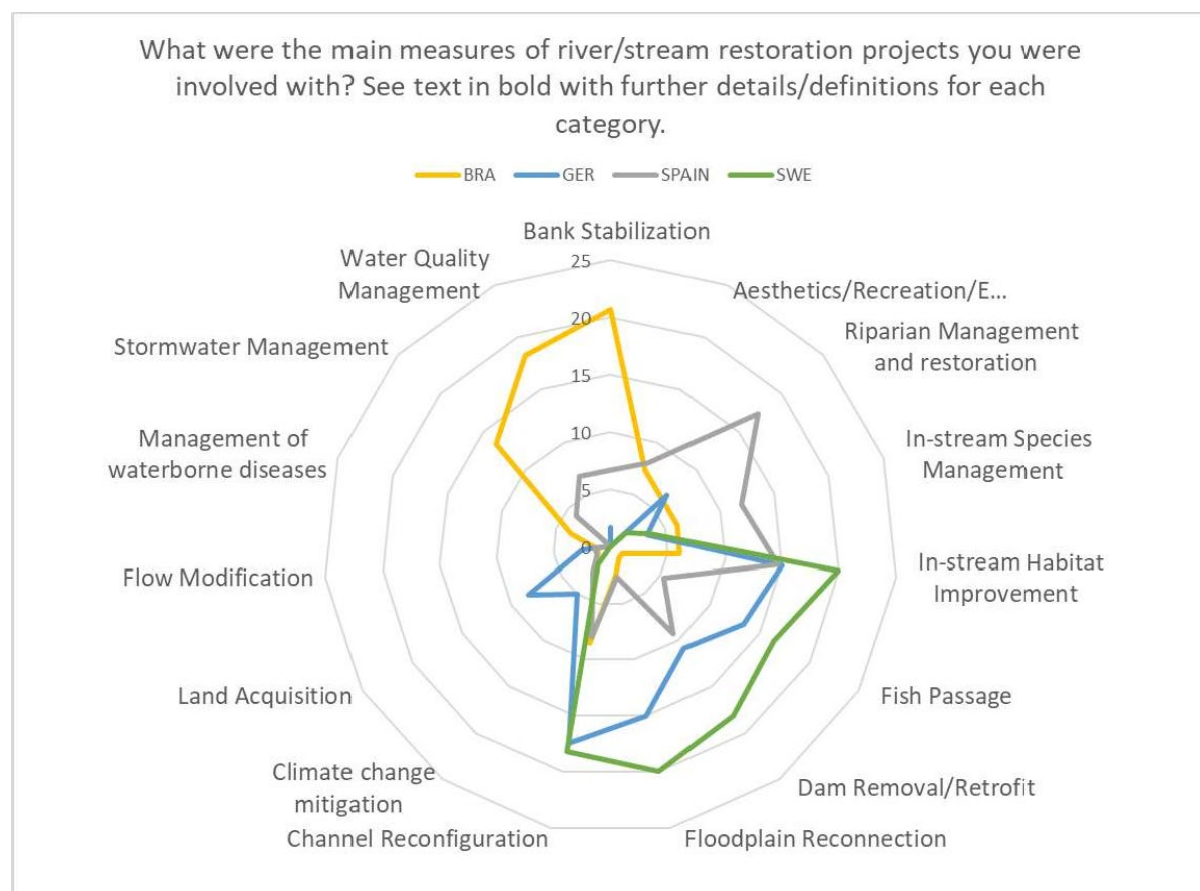 What were the main measures of river/stream restoration projects you were
involved with? See text in bold with further details/definitions for each
category.
BRA GER SPAIN SWE
Bank Stabilization
Water Quality
Management
25
Aesthetics/Recreation/E...
20
Riparian Management
and restoration
Stormwater Management
15
10
Management of
waterborne diseases
In-stream Species
Management
5
0
Flow Modification
In-stream Habitat
Improvement
Land Acquisition
Fish Passage
Climate change
mitigation
Dam Removal/Retrofit
Channel Reconfiguration
Floodplain Reconnection